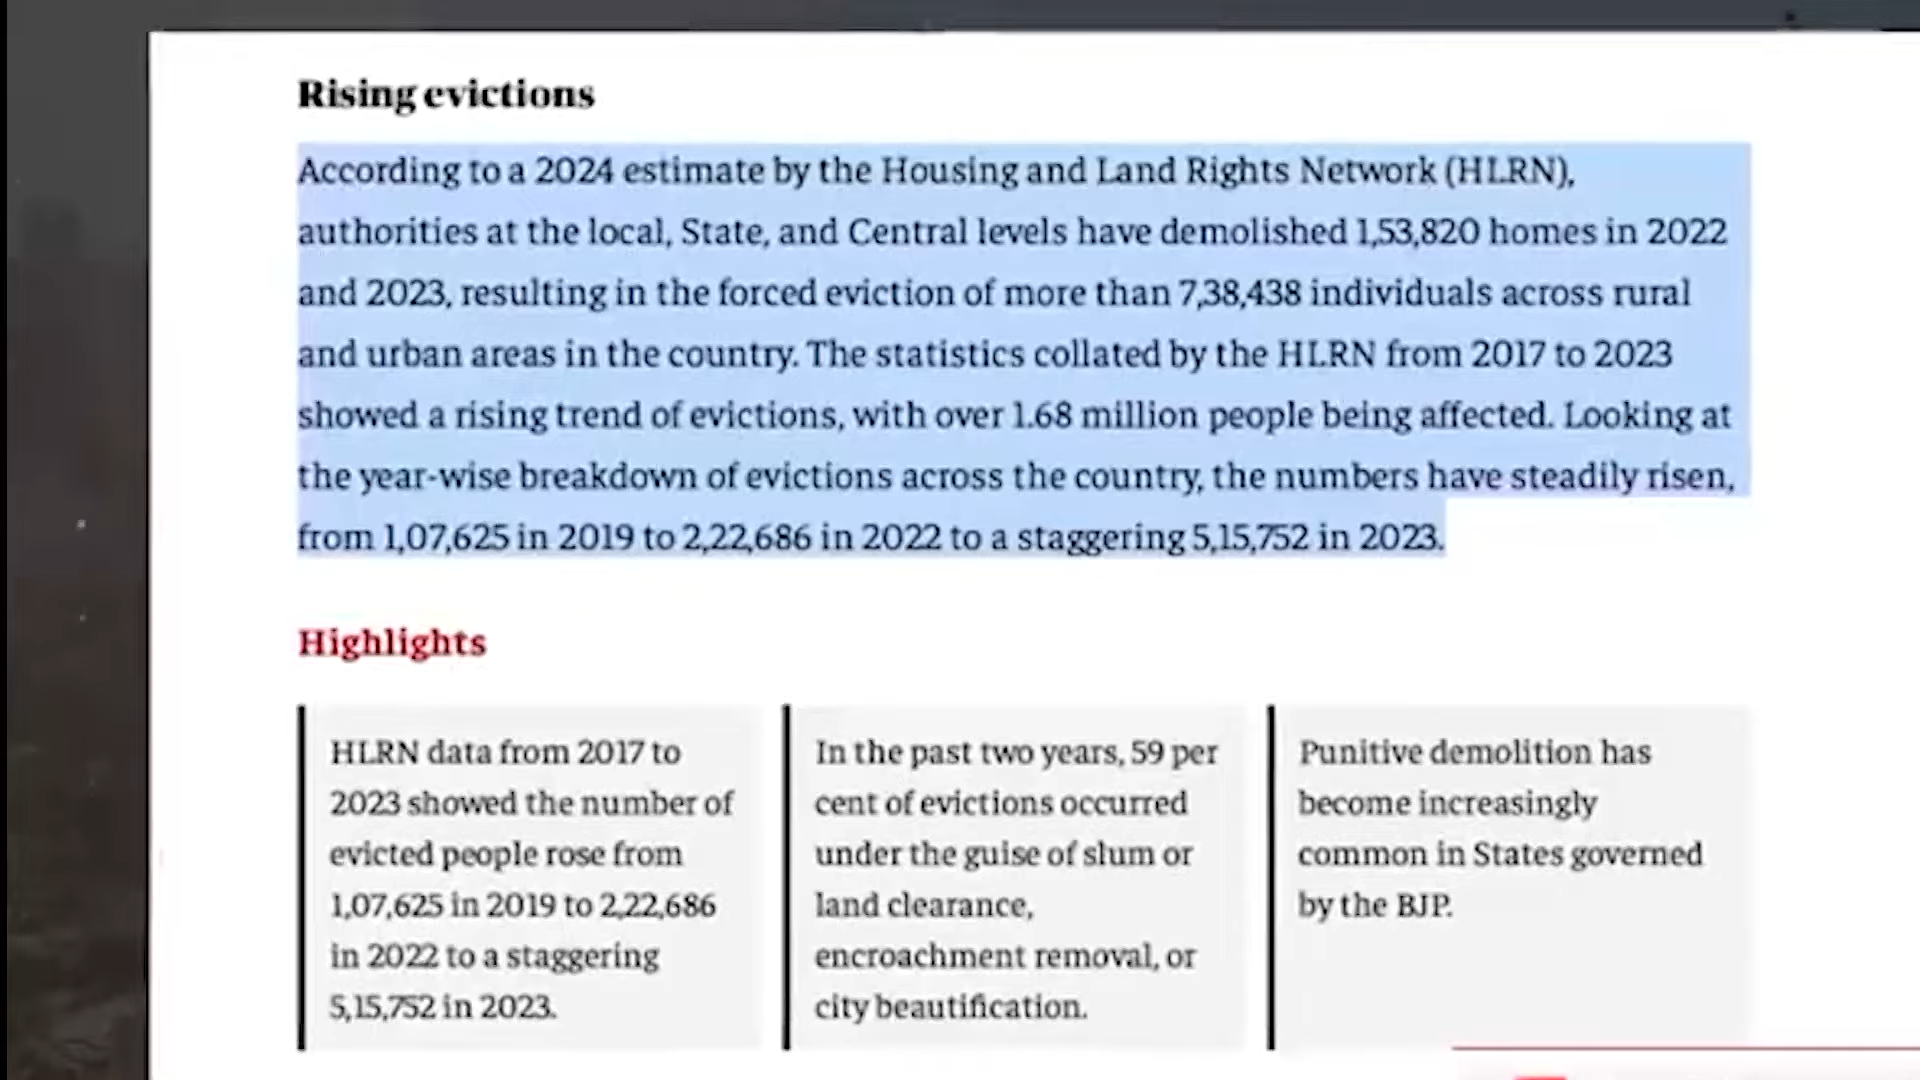 Rising evictions
According to a 2024 estimate by the Housing and Land Rights Network (HLRN),
authorities at the local, State, and Central levels have demolished 1,53,820 homes in 2022
and 2023, resulting in the forced eviction of more than 7,38,438 individuals across rural
and urban areas in the country. The statistics collated by the HLRN from 2017 to 2023
showed a rising trend of evictions, with over 1.68 million people being affected. Looking at
the year-wise breakdown of evictions across the country, the numbers have steadily risen,
from 1,07,625 in 2019 to 2,22,686 in 2022 to a staggering 5,15,752 in 2023.
Highlights
HLRN data from 2017 to
2023 showed the number of
evicted people rose from
1,07,625 in 2019 to 2,22,686
in 2022 to a staggering
5,15,752 in 2023.
In the past two years, 59 per
cent of evictions occurred
under the guise of slum or
land clearance,
encroachment removal, or
city beautification.
Punitive demolition has
become increasingly
common in States governed
by the BJP.